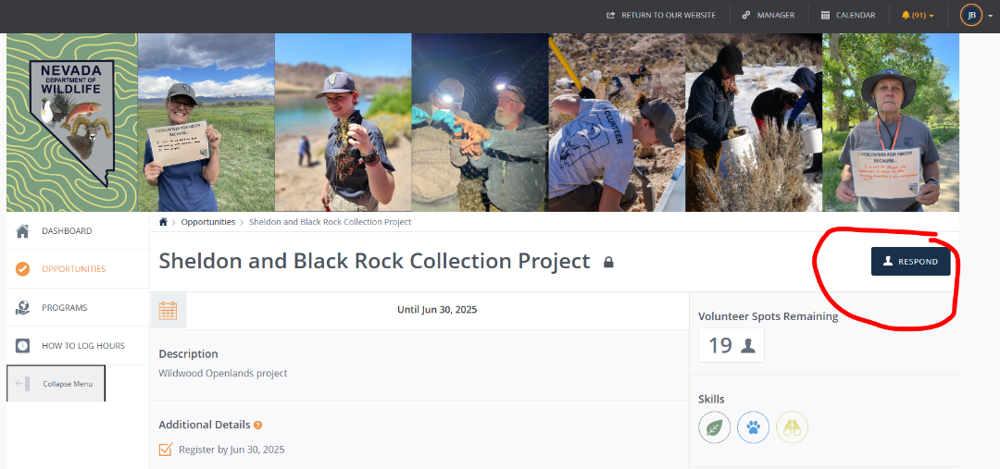 RETURN TO OUR WEBSITE
MANAGER
CALENDAR
(91)
JB
NEVADA
DEPARTMENT OF
WILDLIFE
I VOLUNTEER FOR NDOW
BECAUSE...
VOLUNTEER
I VOLUNTEER FOR NDOW
BECAUSE...
DASHBOARD
OPPORTUNITIES
PROGRAMS
HOW TO LOG HOURS
Collapse Menu
Opportunities > Sheldon and Black Rock Collection Project
Sheldon and Black Rock Collection Project
RESPOND
Until Jun 30, 2025
Description
Wildwood Openlands project
Additional Details ?
Register by Jun 30, 2025
Volunteer Spots Remaining
19
Skills